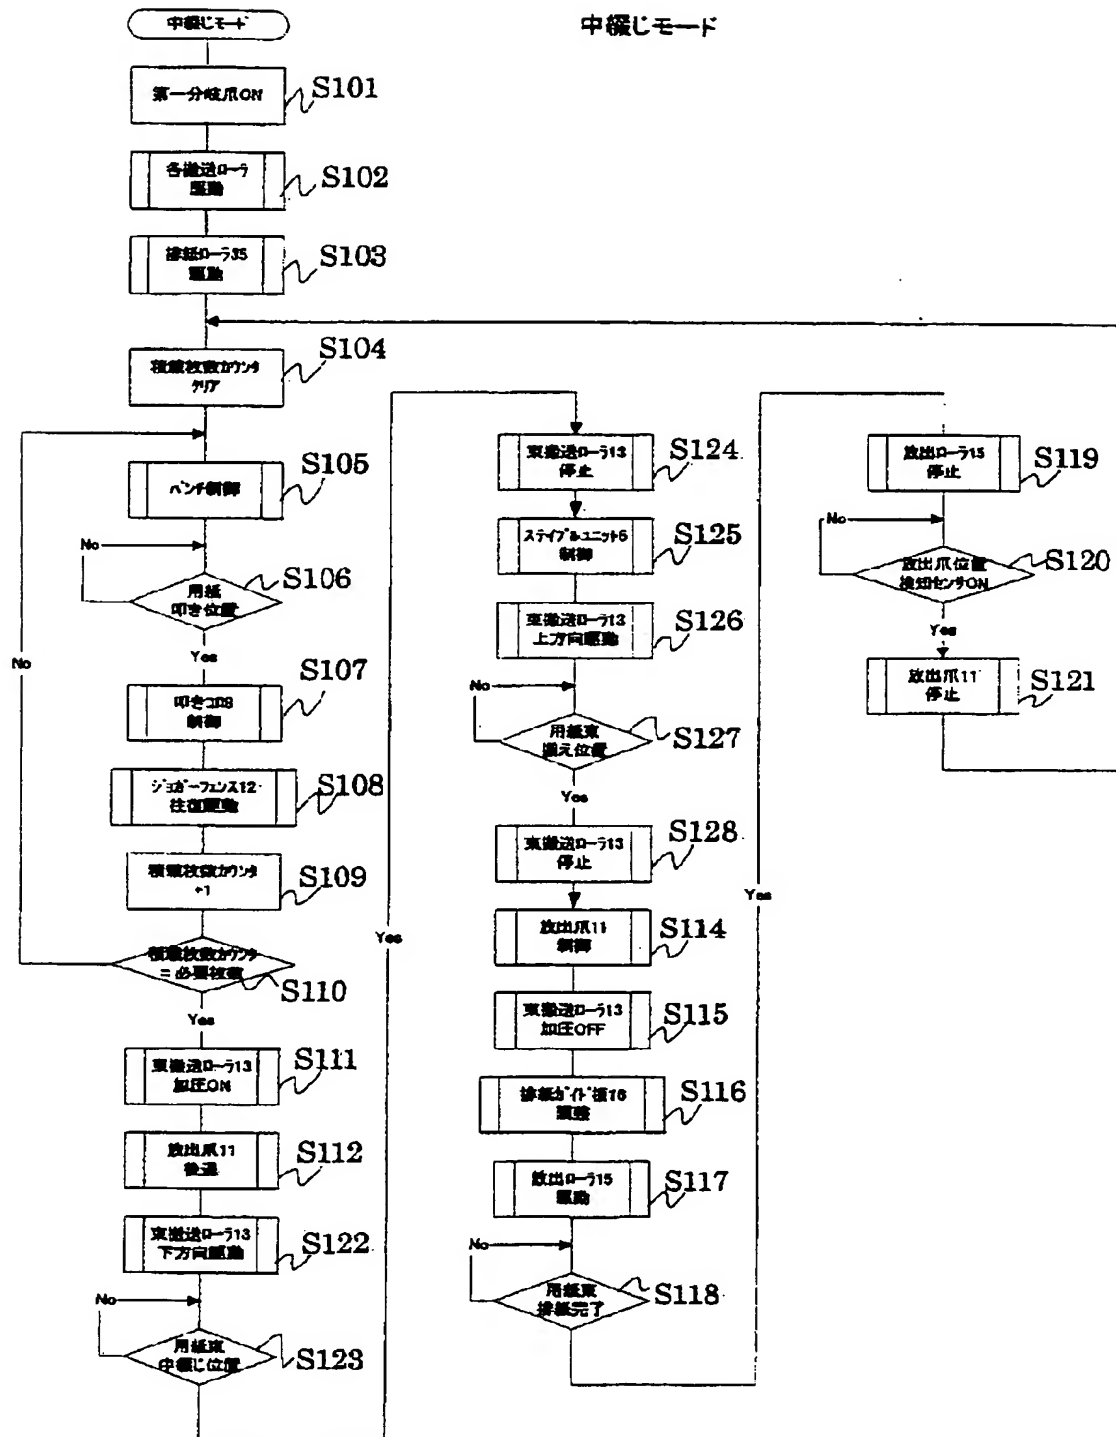 中綴じモード
中綴じモード
第一分岐爪ON
S101
各搬送ローラ
駆動
S102
排紙ローラ35
駆動
S103
積載枚数カウンタ
クリア
S104
パンチ制御
S105
No
用紙
叩き位置
S106
Yes
叩きコロ8
制御
S107
ジョガーフェンス12
往復駆動
S108
積載枚数カウンタ
+1
S109
積載枚数カウンタ
=必要枚数
S110
No
Yes
束搬送ローラ13
加圧ON
S111
放出爪11
後退
S112
束搬送ローラ13
下方向駆動
S122
No
用紙束
中綴じ位置
S123
Yes
束搬送ローラ13
停止
S124
ステイプルユニット6
制御
S125
束搬送ローラ13
上方向駆動
S126
No
用紙束
揃え位置
S127
Yes
束搬送ローラ13
停止
S128
放出爪11
制御
S114
束搬送ローラ13
加圧OFF
S115
排紙ガイド板16
調整
S116
放出ローラ15
駆動
S117
No
用紙束
排紙完了
S118
Yes
放出ローラ15
停止
S119
No
放出爪位置
検知センサON
S120
Yes
放出爪11
停止
S121